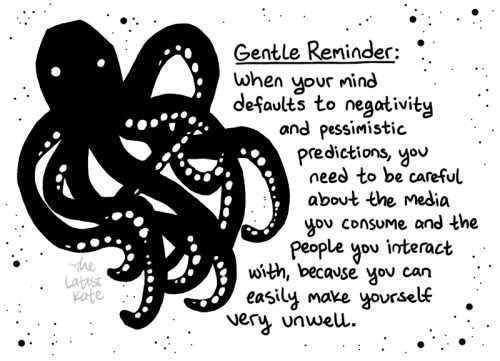 Gentle Reminder:
When your mind
defaults to negativity
and pessimistic
predictions, you
need to be careful
about the media
you consume and the
people you interact
with, because you can
easily make yourself
very unwell.
The
Latest
Kate